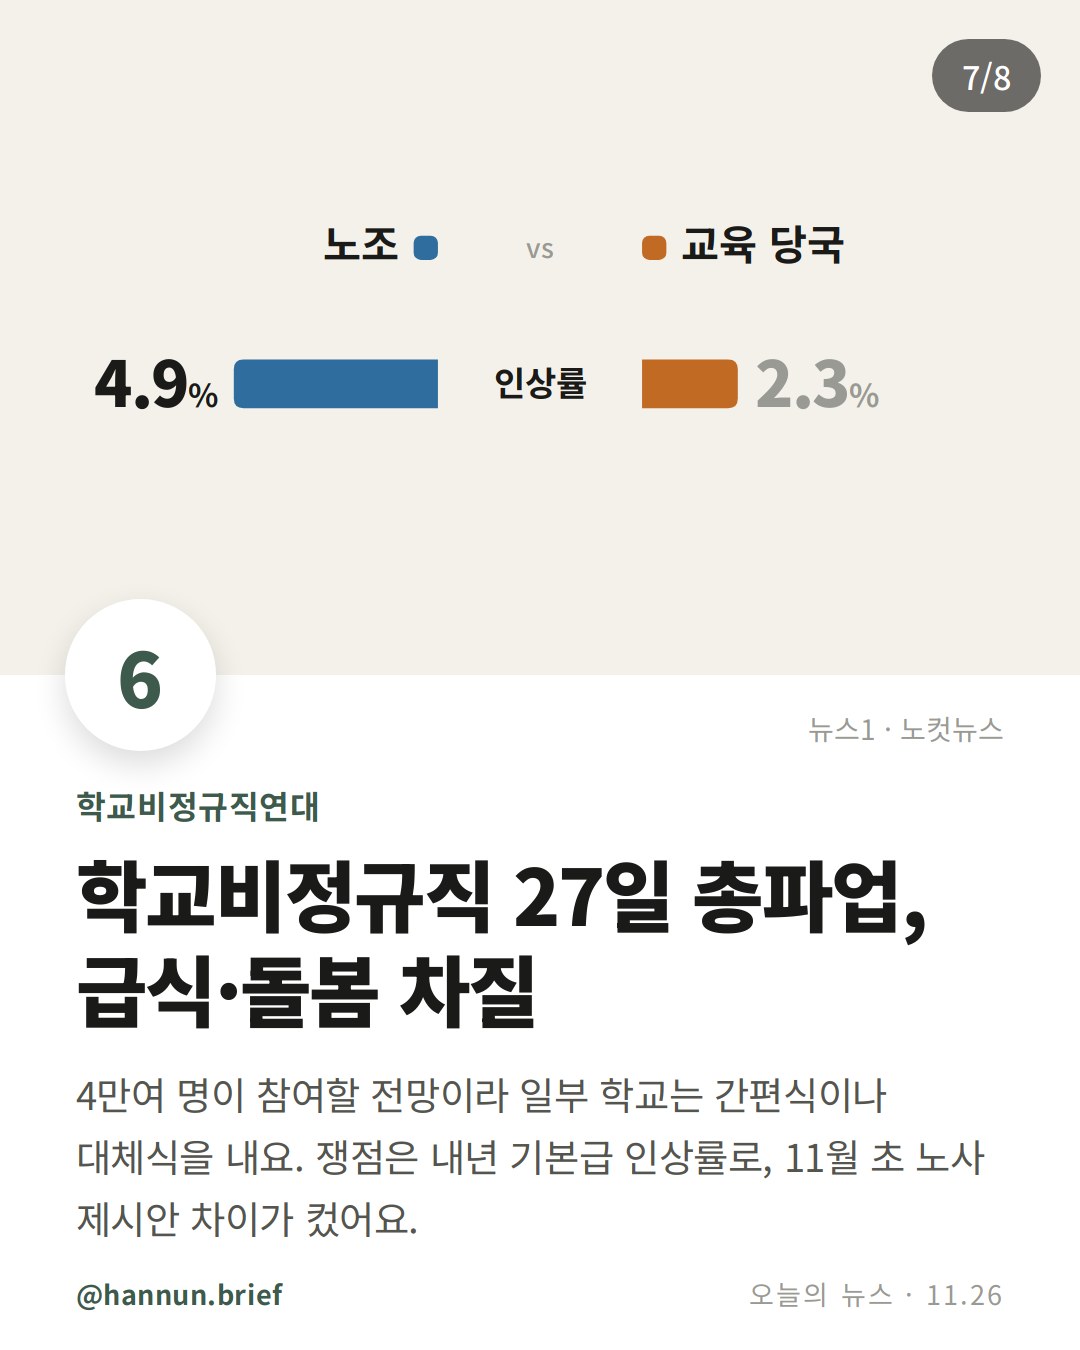 7/8
노조 vs 교육 당국
4.9% 인상률 2.3%
6
뉴스1 · 노컷뉴스
학교비정규직연대
학교비정규직 27일 총파업,
급식·돌봄 차질
4만여 명이 참여할 전망이라 일부 학교는 간편식이나
대체식을 내요. 쟁점은 내년 기본급 인상률로, 11월 초 노사
제시안 차이가 컸어요.
@hannun.brief
오늘의 뉴스 · 11.26